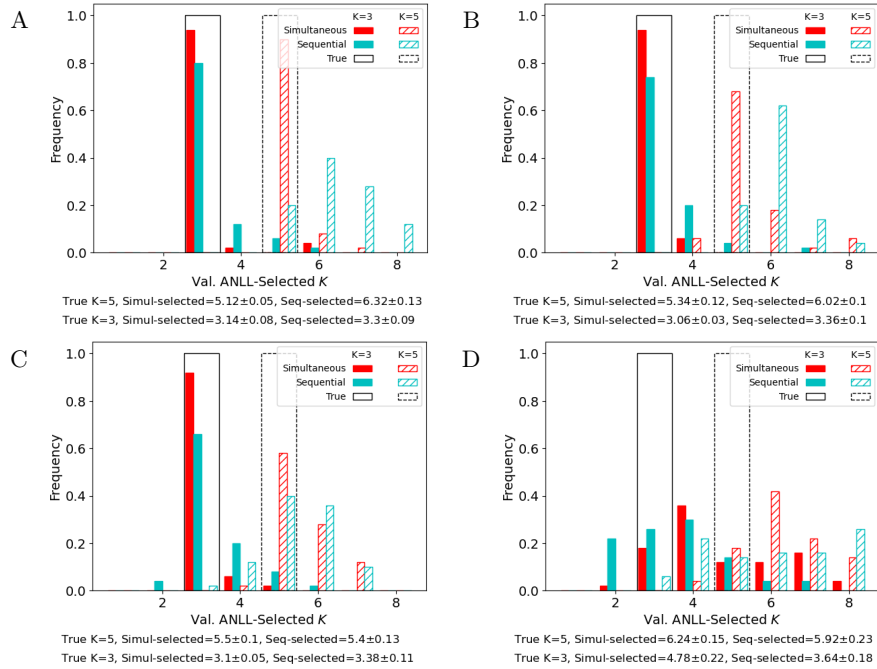 A
K=3 K=5
Simultaneous
Sequential
True
1.0
0.8
0.6
0.4
0.2
0.0
Frequency
2 4 6 8
Val. ANLL-Selected K
True K=5, Simul-selected=5.12±0.05, Seq-selected=6.32±0.13
True K=3, Simul-selected=3.14±0.08, Seq-selected=3.3±0.09
B
K=3 K=5
Simultaneous
Sequential
True
1.0
0.8
0.6
0.4
0.2
0.0
Frequency
2 4 6 8
Val. ANLL-Selected K
True K=5, Simul-selected=5.34±0.12, Seq-selected=6.02±0.1
True K=3, Simul-selected=3.06±0.03, Seq-selected=3.36±0.1
C
K=3 K=5
Simultaneous
Sequential
True
1.0
0.8
0.6
0.4
0.2
0.0
Frequency
2 4 6 8
Val. ANLL-Selected K
True K=5, Simul-selected=5.5±0.1, Seq-selected=5.4±0.13
True K=3, Simul-selected=3.1±0.05, Seq-selected=3.38±0.11
D
K=3 K=5
Simultaneous
Sequential
True
1.0
0.8
0.6
0.4
0.2
0.0
Frequency
2 4 6 8
Val. ANLL-Selected K
True K=5, Simul-selected=6.24±0.15, Seq-selected=5.92±0.23
True K=3, Simul-selected=4.78±0.22, Seq-selected=3.64±0.18